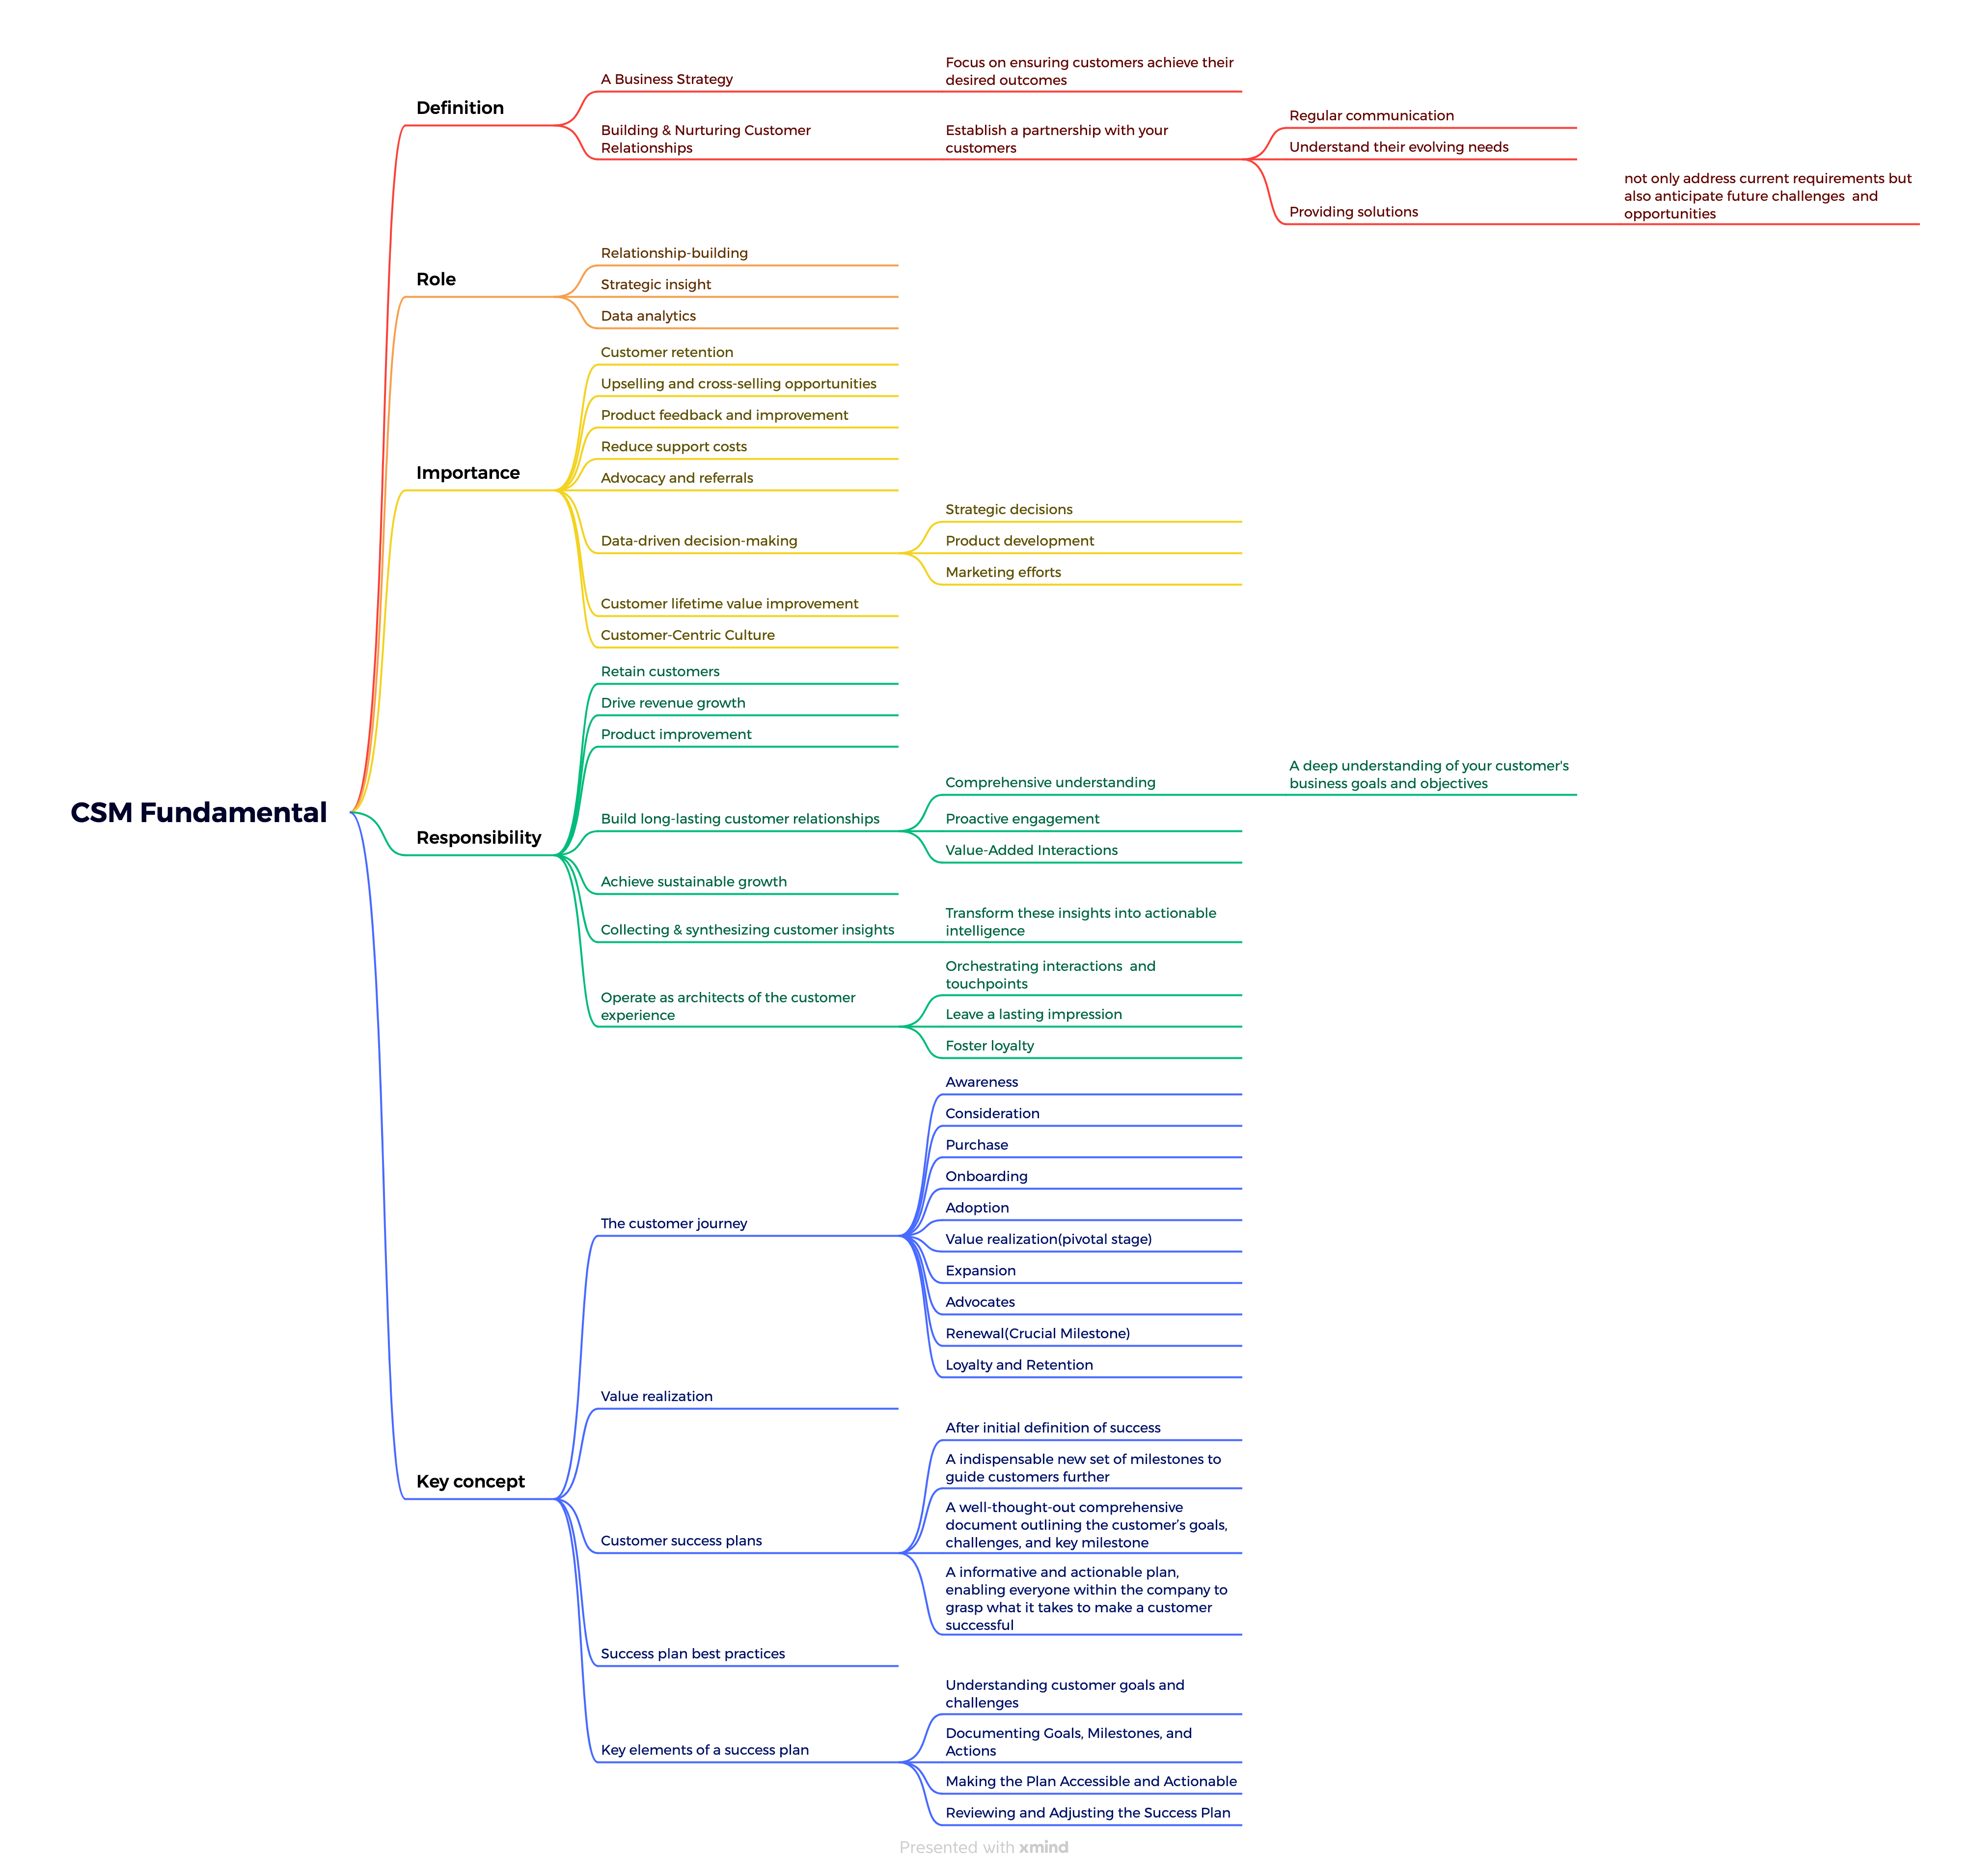 CSM Fundamental
Definition
A Business Strategy
Focus on ensuring customers achieve their
desired outcomes
Building & Nurturing Customer
Relationships
Establish a partnership with your
customers
Regular communication
Understand their evolving needs
Providing solutions
not only address current requirements but
also anticipate future challenges  and
opportunities
Role
Relationship-building
Strategic insight
Data analytics
Importance
Customer retention
Upselling and cross-selling opportunities
Product feedback and improvement
Reduce support costs
Advocacy and referrals
Data-driven decision-making
Strategic decisions
Product development
Marketing efforts
Customer lifetime value improvement
Customer-Centric Culture
Responsibility
Retain customers
Drive revenue growth
Product improvement
Build long-lasting customer relationships
Comprehensive understanding
A deep understanding of your customer's
business goals and objectives
Proactive engagement
Value-Added Interactions
Achieve sustainable growth
Collecting & synthesizing customer insights
Transform these insights into actionable
intelligence
Operate as architects of the customer
experience
Orchestrating interactions  and
touchpoints
Leave a lasting impression
Foster loyalty
Key concept
The customer journey
Awareness
Consideration
Purchase
Onboarding
Adoption
Value realization(pivotal stage)
Expansion
Advocates
Renewal(Crucial Milestone)
Loyalty and Retention
Value realization
Customer success plans
After initial definition of success
A indispensable new set of milestones to
guide customers further
A well-thought-out comprehensive
document outlining the customer’s goals,
challenges, and key milestone
A informative and actionable plan,
enabling everyone within the company to
grasp what it takes to make a customer
successful
Success plan best practices
Key elements of a success plan
Understanding customer goals and
challenges
Documenting Goals, Milestones, and
Actions
Making the Plan Accessible and Actionable
Reviewing and Adjusting the Success Plan
Presented with xmind